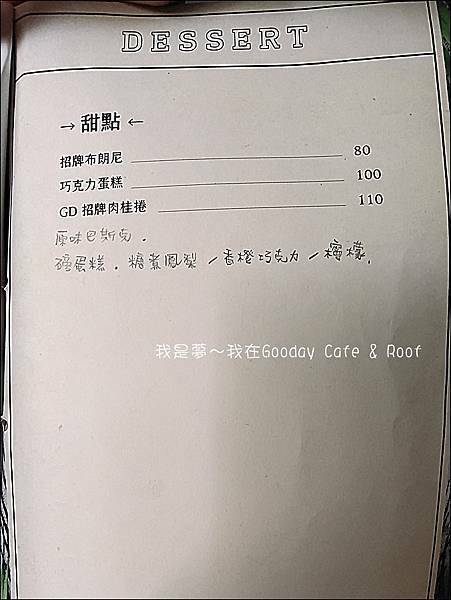 DESSERT
→ 甜點 ←
招牌布朗尼 80
巧克力蛋糕 100
GD 招牌肉桂捲 110
原味巴斯克.
磅蛋糕. 糖煮鳳梨/香橙巧克力/檸檬.
我是夢~我在Gooday Cafe & Roof